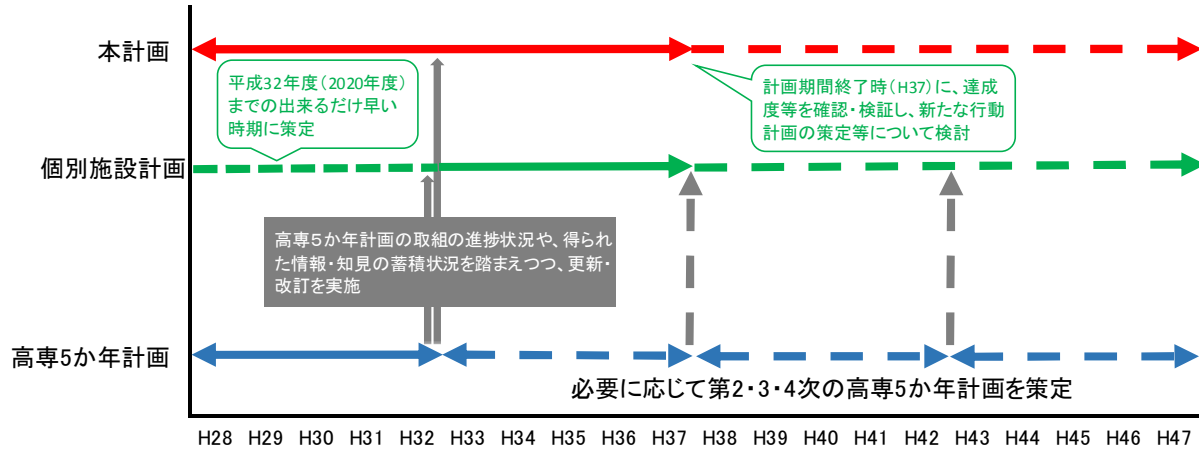 本計画
平成32年度(2020年度)
までの出来るだけ早い
時期に策定
計画期間終了時(H37)に、達成
度等を確認・検証し、新たな行動
計画の策定等について検討
個別施設計画
高専５か年計画の取組の進捗状況や、得られ
た情報・知見の蓄積状況を踏まえつつ、更新・
改訂を実施
高専5か年計画
必要に応じて第2・3・4次の高専5か年計画を策定
H28 H29 H30 H31 H32 H33 H34 H35 H36 H37 H38 H39 H40 H41 H42 H43 H44 H45 H46 H47